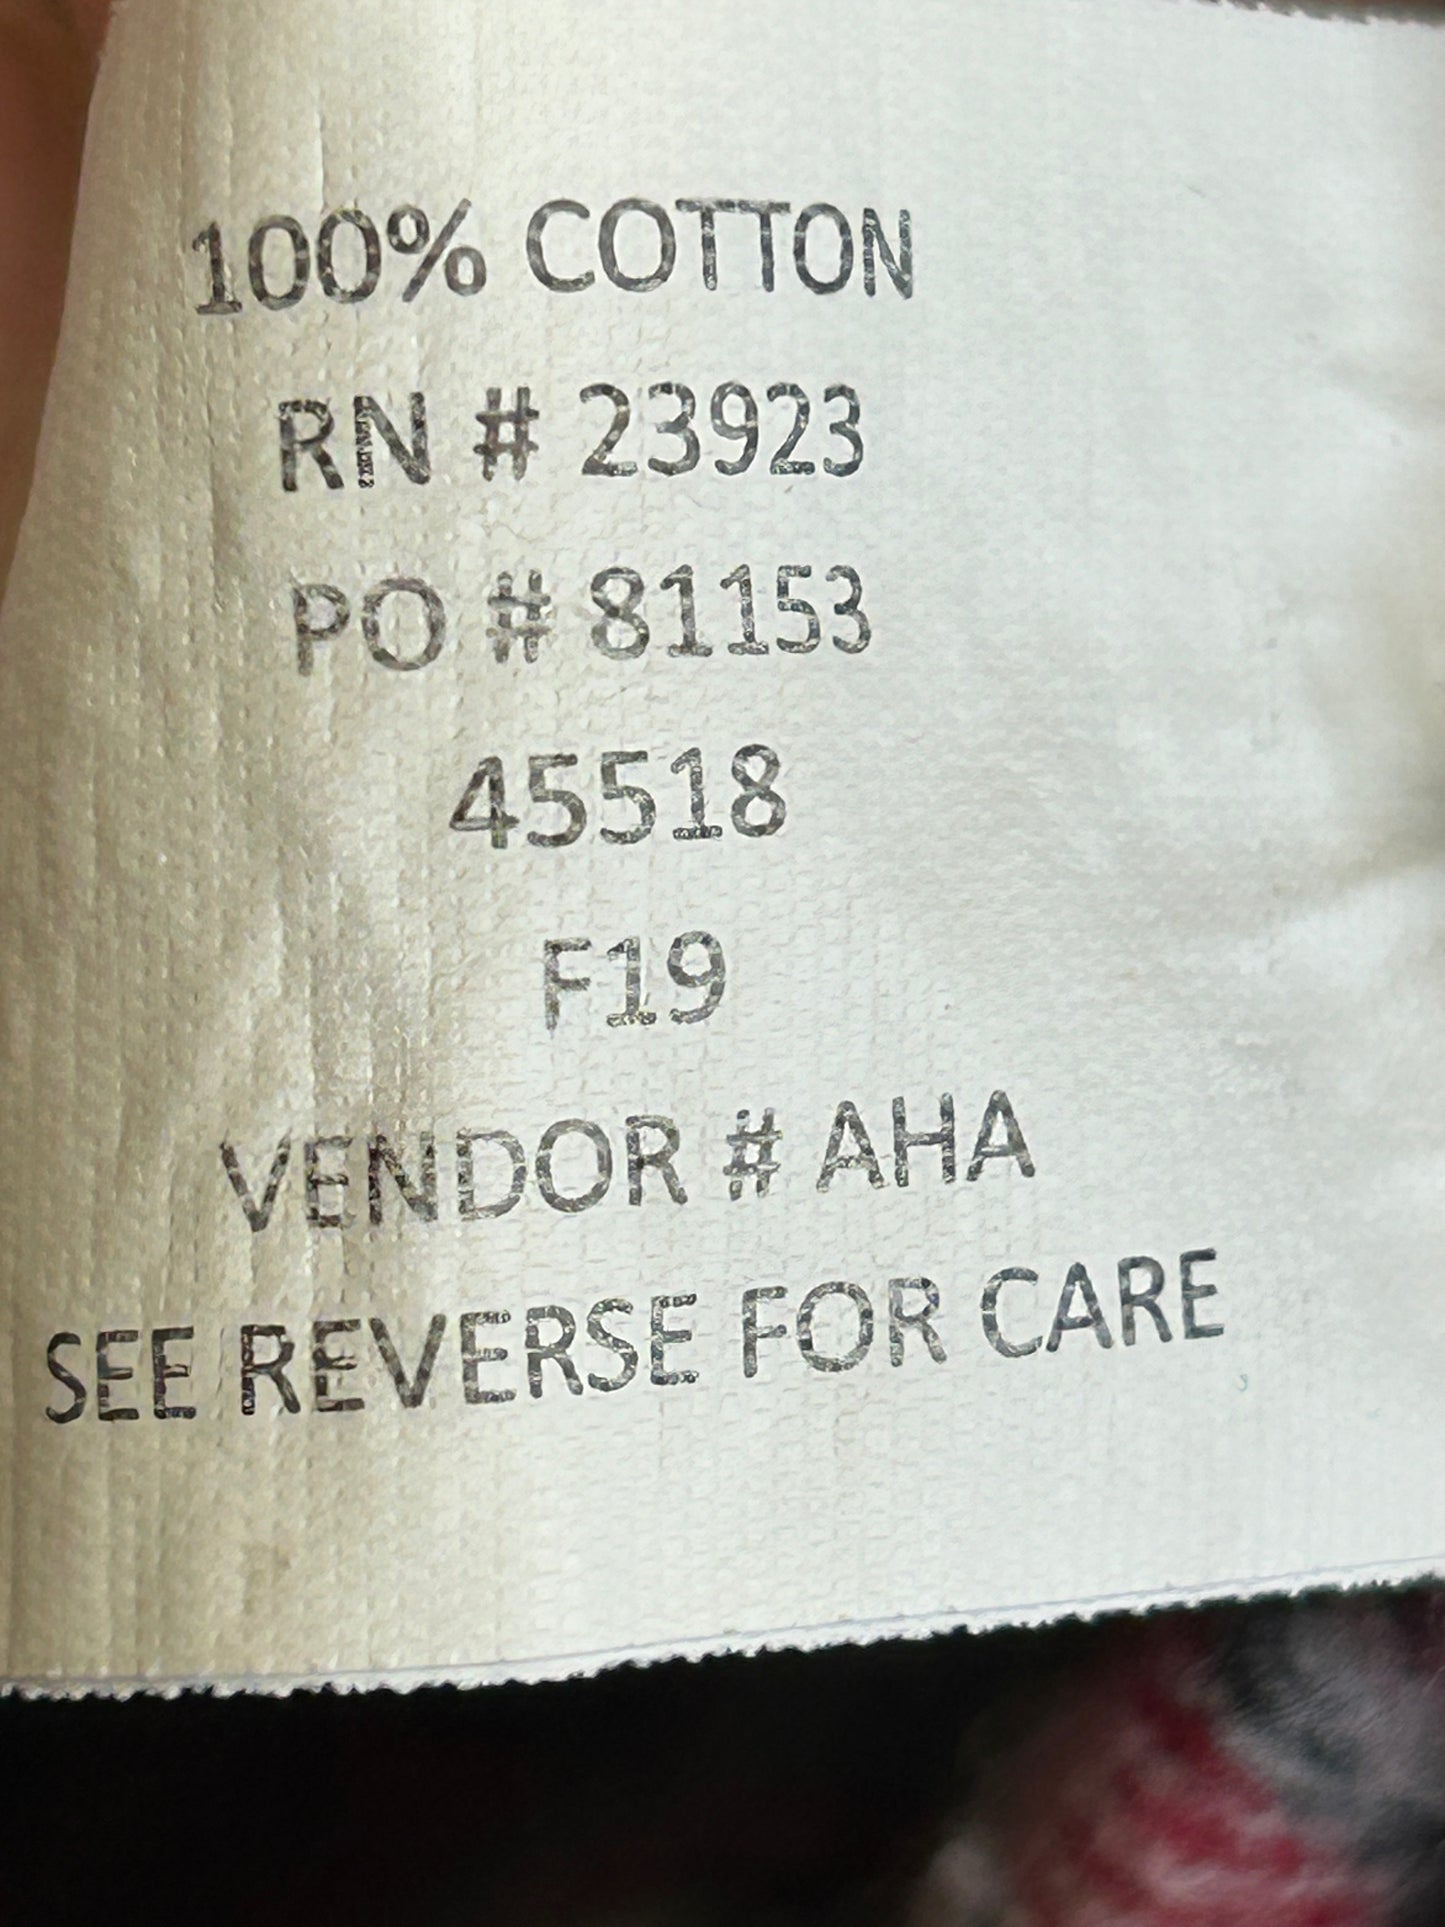 100% COTTON
RN # 23923
PO # 81153
45518
F19
VENDOR # AHA
SEE REVERSE FOR CARE